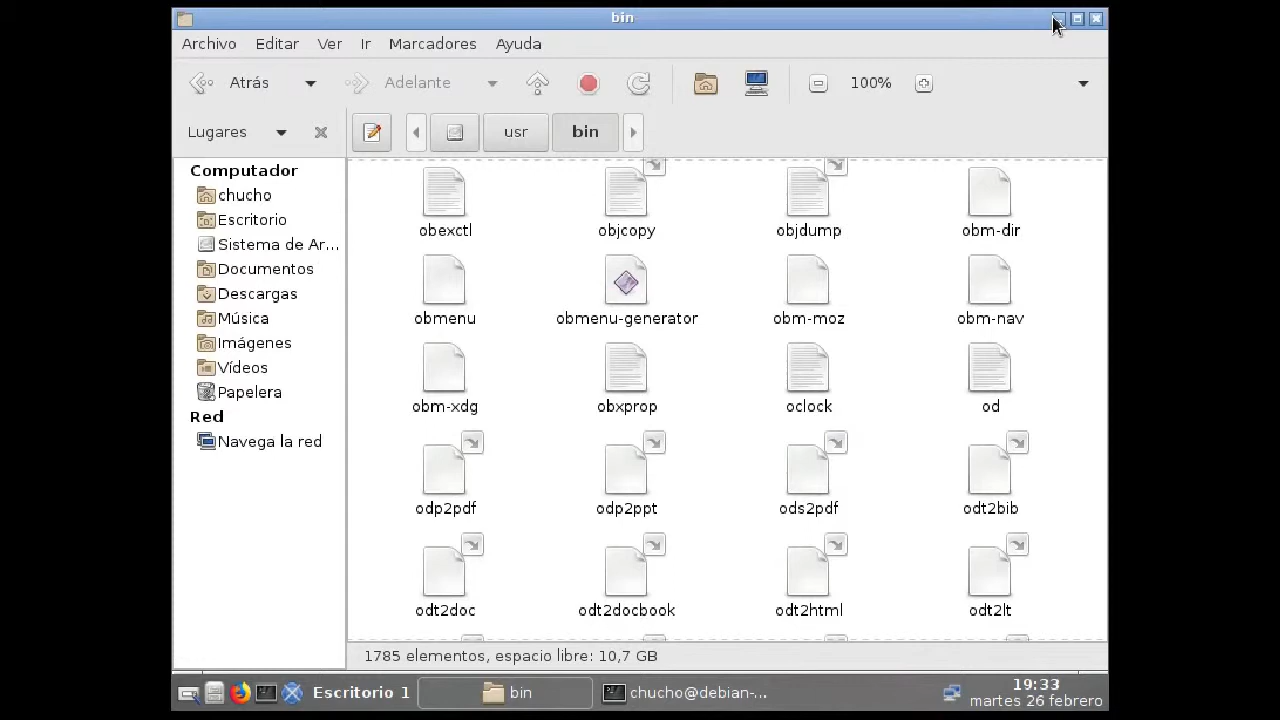 bin
Archivo Editar Ver Ir Marcadores Ayuda
Atrás Adelante 100%
Lugares usr bin
Computador
chucho
Escritorio
Sistema de Ar...
Documentos
Descargas
Música
Imágenes
Vídeos
Papelera
Red
Navega la red
obexctl objcopy objdump obm-dir
obmenu obmenu-generator obm-moz obm-nav
obm-xdg obxprop oclock od
odp2pdf odp2ppt ods2pdf odt2bib
odt2doc odt2docbook odt2html odt2lt
1785 elementos, espacio libre: 10,7 GB
Escritorio 1 bin chucho@debian-... 19:33
martes 26 febrero